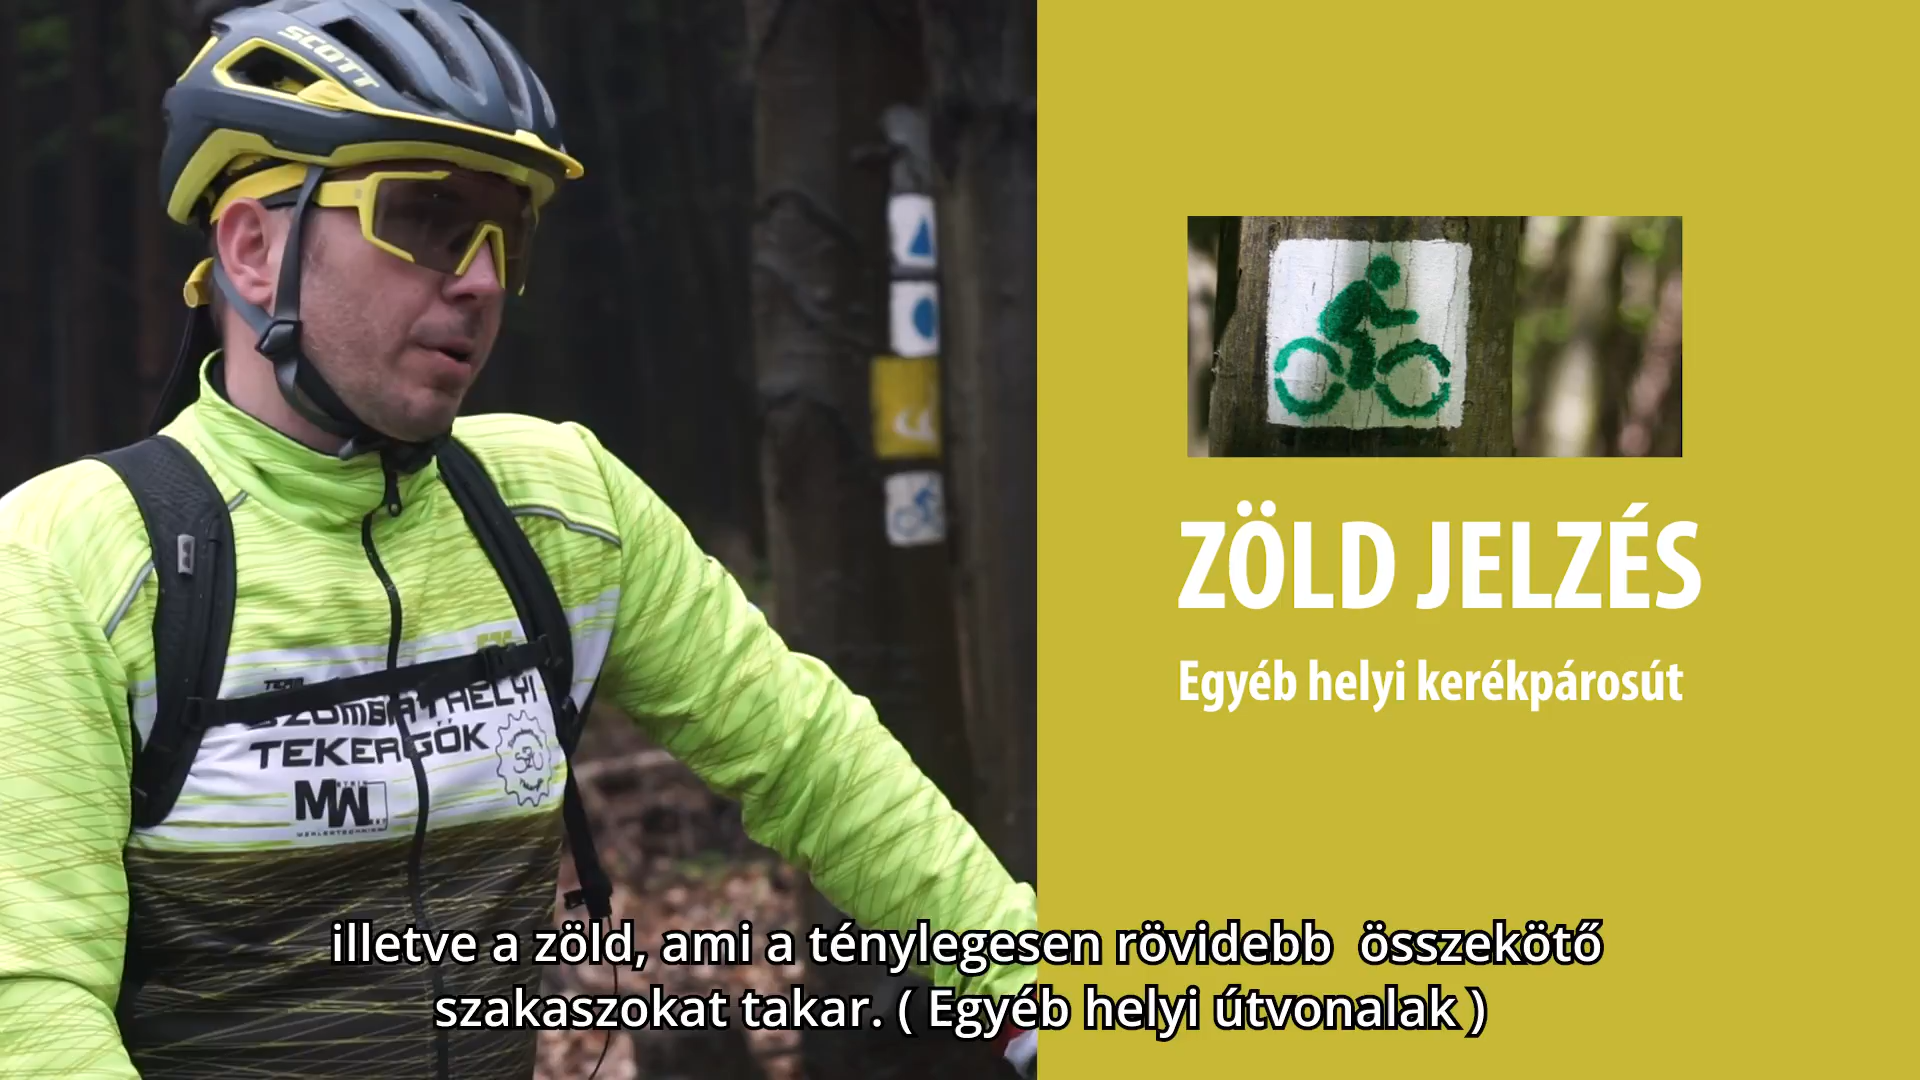 SCOTT
TEAM
SZOMBATHELYI
TEKERGŐK
MW
ZÖLD JELZÉS
Egyéb helyi kerékpárosút
illetve a zöld, ami a ténylegesen rövidebb összekötő
szakaszokat takar. ( Egyéb helyi útvonalak )